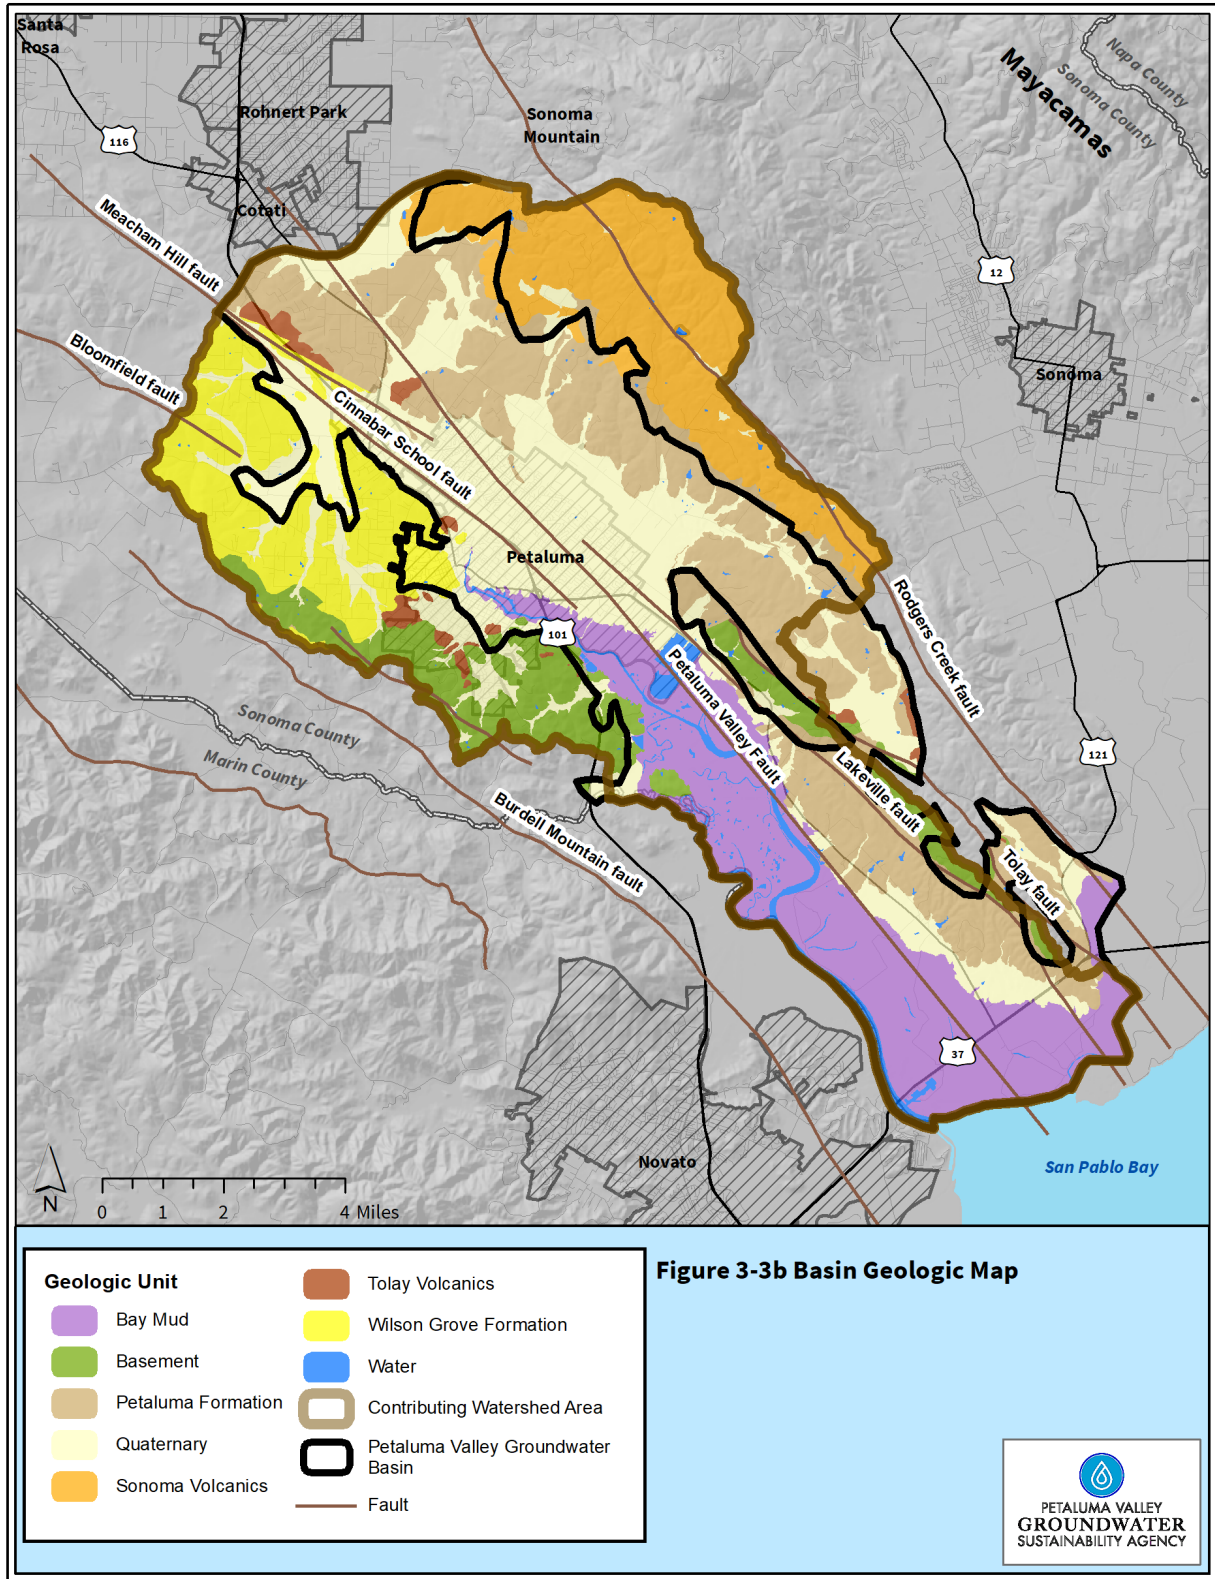 Santa
Rosa
Rohnert Park
116
Cotati
Sonoma
Mountain
Mayacamas
Napa County
Sonoma County
12
Sonoma
Meacham Hill fault
Bloomfield fault
Cinnabar School fault
Petaluma
101
Petaluma Valley Fault
Rodgers Creek fault
121
Lakeville fault
Tolay fault
Sonoma County
Marin County
Burdell Mountain fault
37
Novato
San Pablo Bay
N
0 1 2 4 Miles
Figure 3-3b Basin Geologic Map
Geologic Unit
Bay Mud
Basement
Petaluma Formation
Quaternary
Sonoma Volcanics
Tolay Volcanics
Wilson Grove Formation
Water
Contributing Watershed Area
Petaluma Valley Groundwater
Basin
Fault
PETALUMA VALLEY
GROUNDWATER
SUSTAINABILITY AGENCY